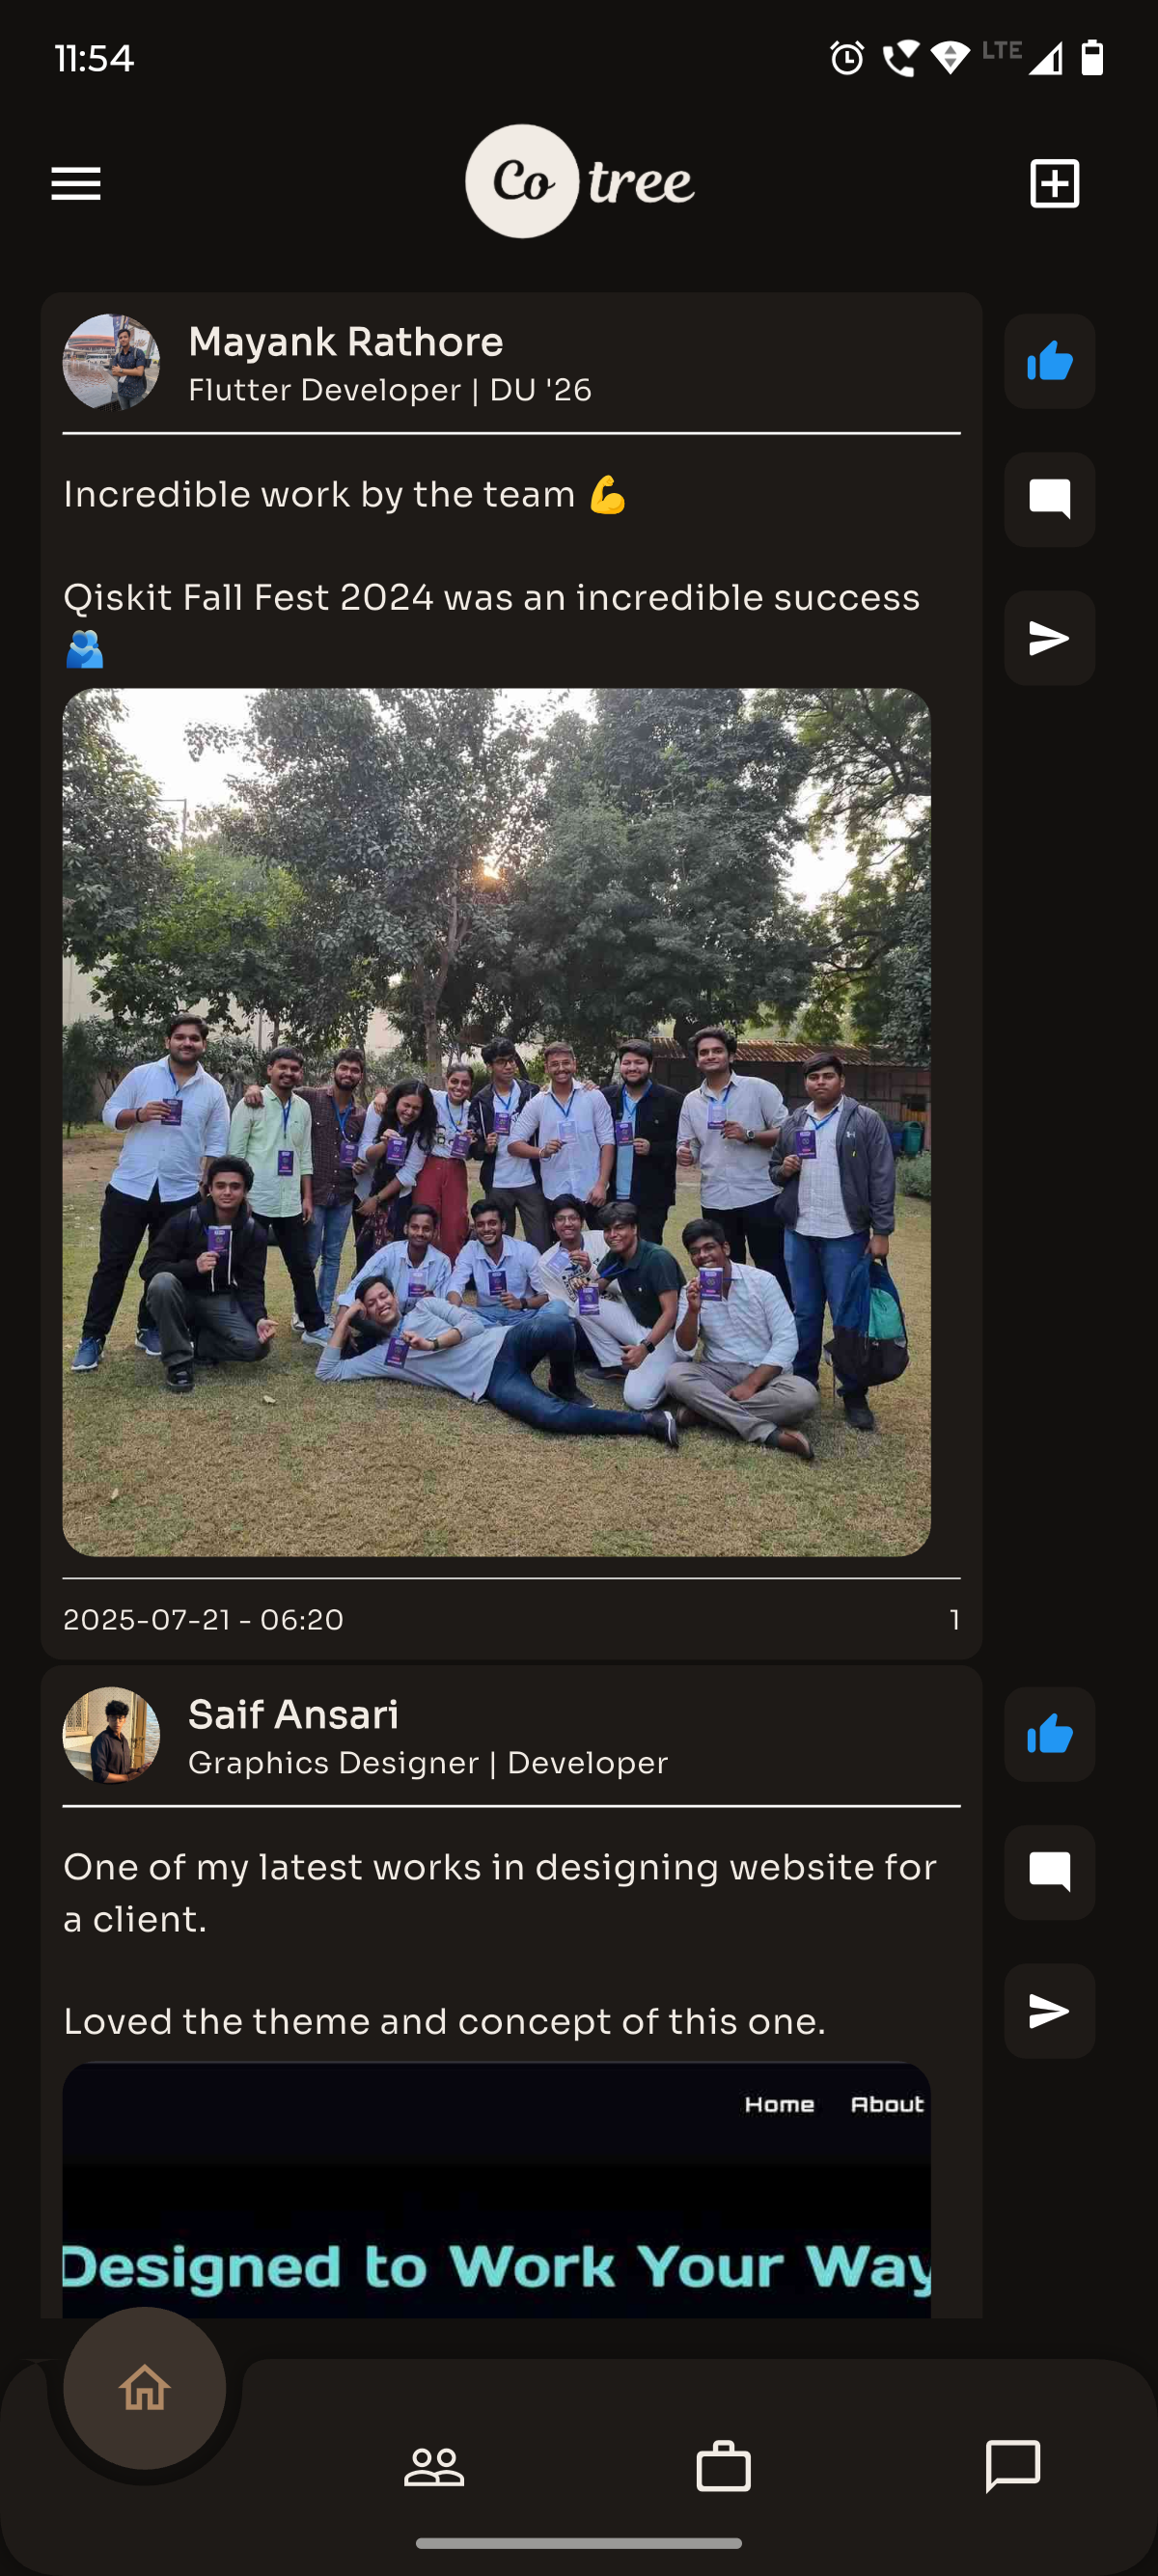 11:54
LTE
Co tree
Mayank Rathore
Flutter Developer | DU '26
Incredible work by the team 💪
Qiskit Fall Fest 2024 was an incredible success
🫂
2025-07-21 - 06:20
1
Saif Ansari
Graphics Designer | Developer
One of my latest works in designing website for
a client.
Loved the theme and concept of this one.
Home About
Designed to Work Your Way